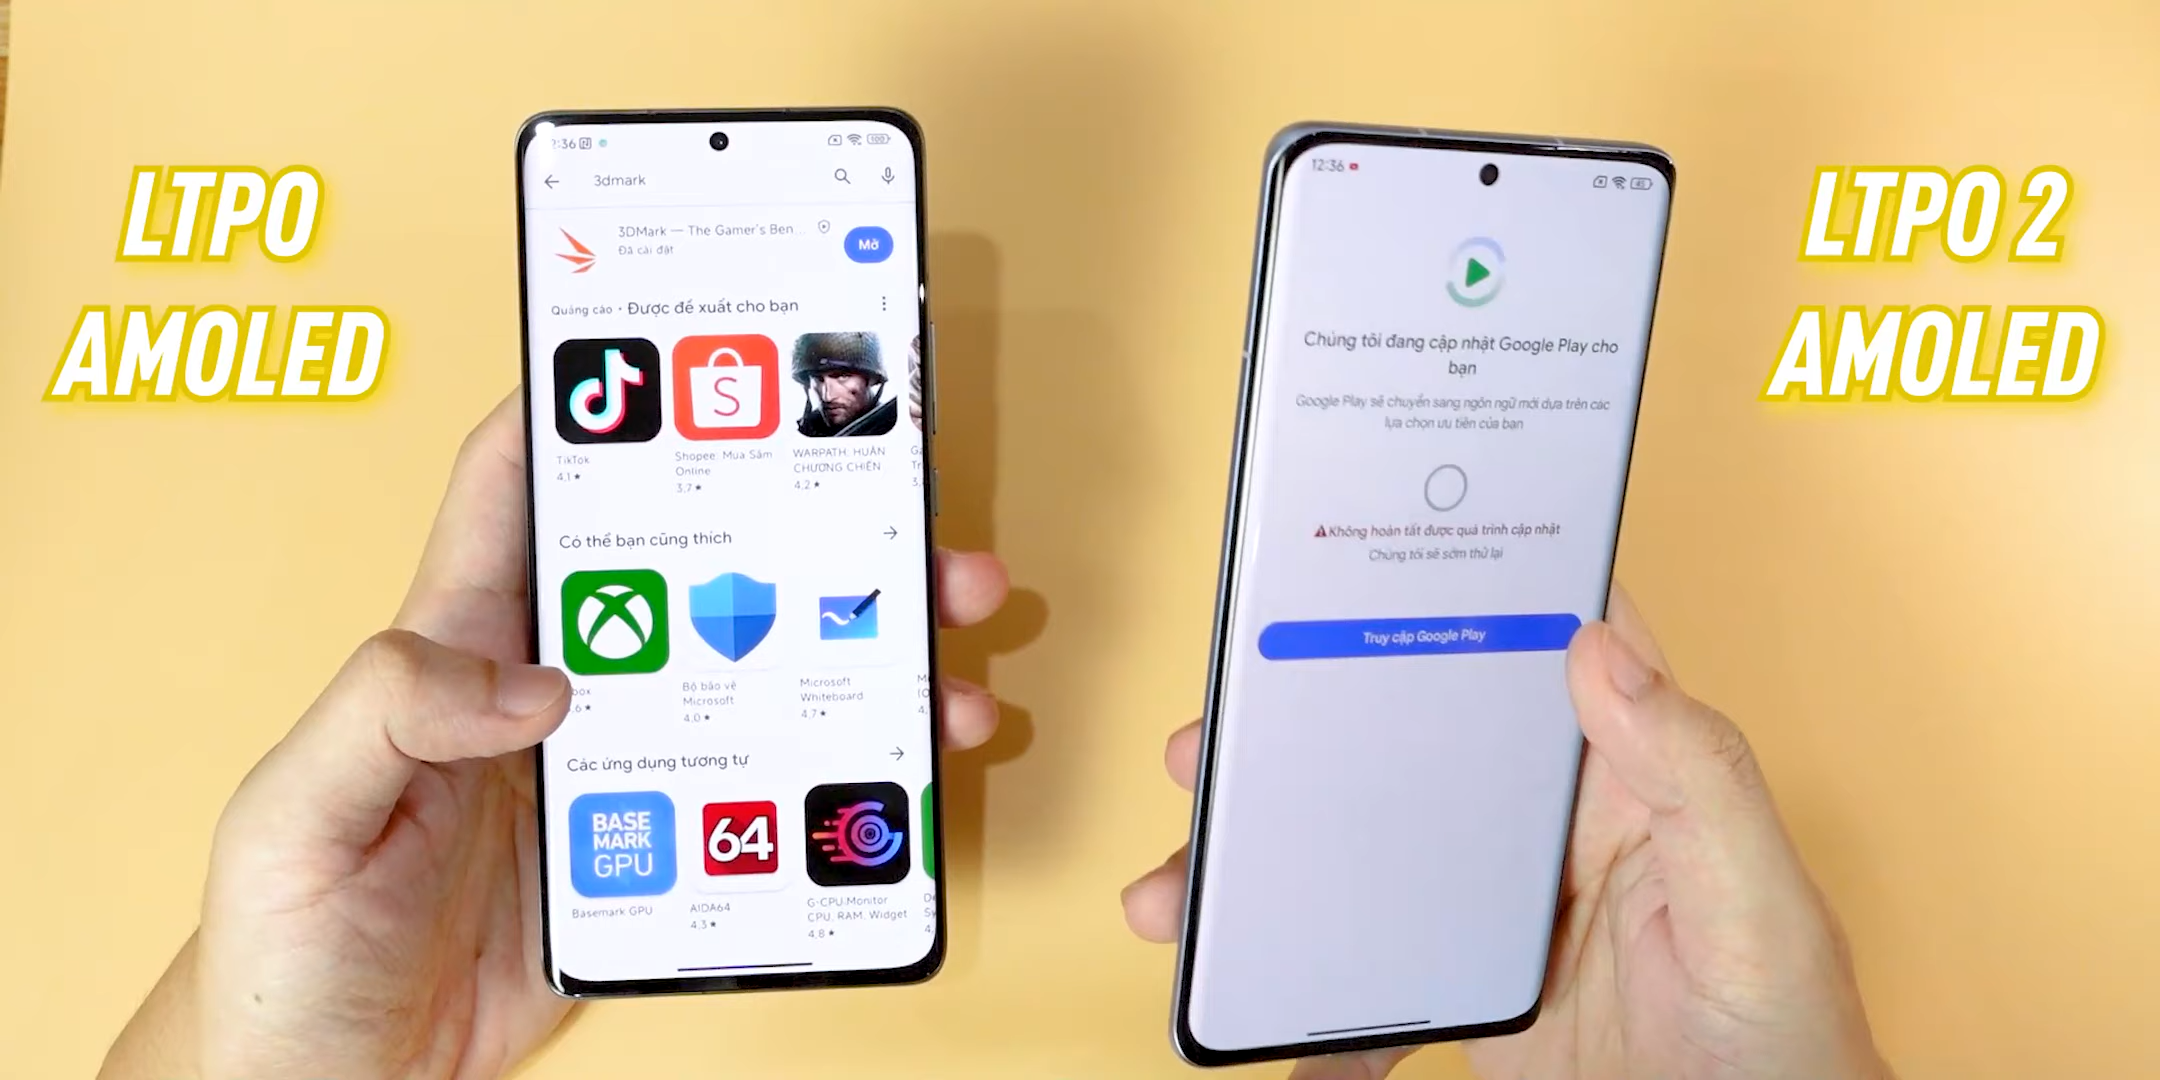 LTPO
AMOLED
:36
100
3dmark
3DMark — The Gamer's Ben...
Đã cài đặt
Mở
Quảng cáo · Được đề xuất cho bạn
TikTok
4,1 ★
Shopee: Mua Sắm
Online
3,7 ★
WARPATH: HUÂN
CHƯƠNG CHIẾN
4,2 ★
Có thể bạn cũng thích
box
,6 ★
Bộ bảo vệ
Microsoft
4,0 ★
Microsoft
Whiteboard
4,7 ★
Các ứng dụng tương tự
BASE
MARK
GPU
Basemark GPU
64
AIDA64
4,3 ★
G-CPU:Monitor
CPU, RAM, Widget
4,8 ★
12:36
Chúng tôi đang cập nhật Google Play cho
bạn
Google Play sẽ chuyển sang ngôn ngữ mới dựa trên các
lựa chọn ưu tiên của bạn
Không hoàn tất được quá trình cập nhật
Chúng tôi sẽ sớm thử lại
Truy cập Google Play
LTPO 2
AMOLED